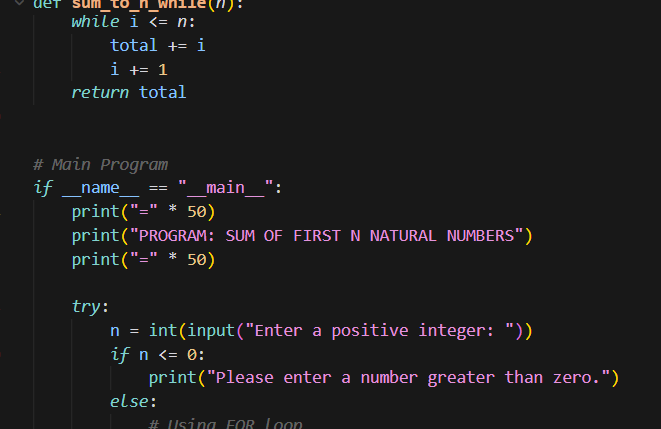 def sum_to_n_while(n):
    while i <= n:
        total += i
        i += 1
    return total
# Main Program
if __name__ == "__main__":
    print("=" * 50)
    print("PROGRAM: SUM OF FIRST N NATURAL NUMBERS")
    print("=" * 50)
    try:
        n = int(input("Enter a positive integer: "))
        if n <= 0:
            print("Please enter a number greater than zero.")
        else:
            # Using FOR loop